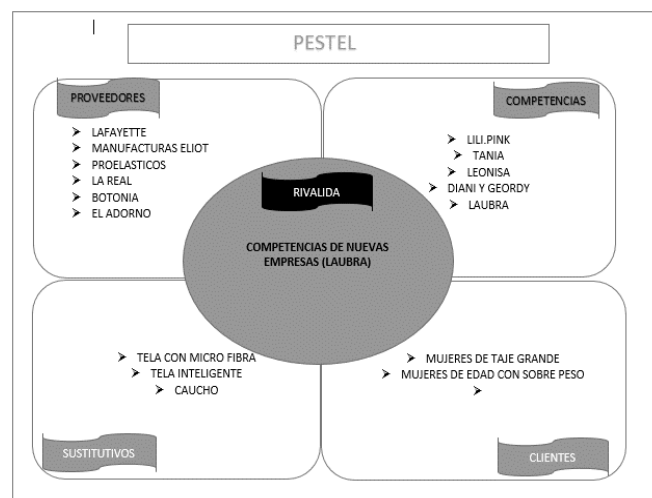 PESTEL
PROVEEDORES
LAFAYETTE
MANUFACTURAS ELIOT
PROELASTICOS
LA REAL
BOTONIA
EL ADORNO
COMPETENCIAS
LILI.PINK
TANIA
LEONISA
DIANI Y GEORDY
LAUBRA
RIVALIDA
COMPETENCIAS DE NUEVAS
EMPRESAS (LAUBRA)
TELA CON MICRO FIBRA
TELA INTELIGENTE
CAUCHO
SUSTITUTIVOS
MUJERES DE TAJE GRANDE
MUJERES DE EDAD CON SOBRE PESO
CLIENTES